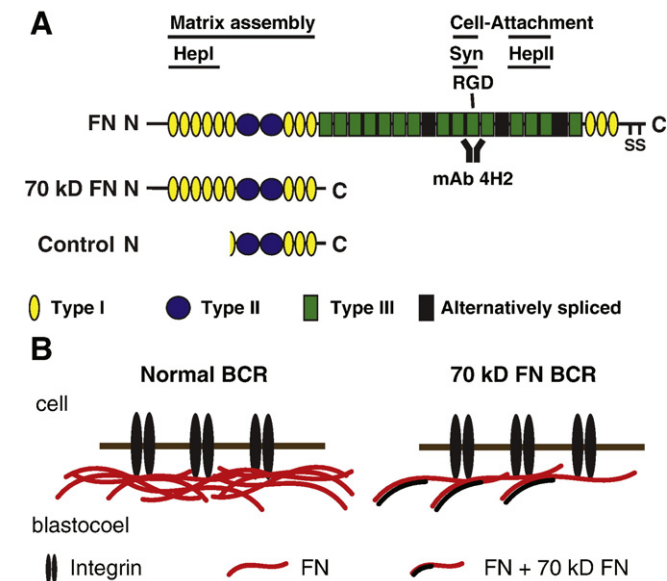 A
Matrix assembly
Cell-Attachment
HepI
Syn
HepII
RGD
FN N
C
SS
mAb 4H2
70 kD FN N
C
Control N
C
Type I
Type II
Type III
Alternatively spliced
B
Normal BCR
70 kD FN BCR
cell
blastocoel
Integrin
FN
FN + 70 kD FN